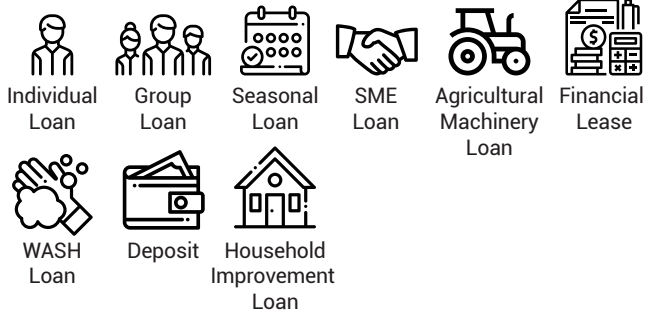 Individual
Loan
Group
Loan
Seasonal
Loan
SME
Loan
Agricultural
Machinery
Loan
Financial
Lease
$
WASH
Loan
Deposit
Household
Improvement
Loan